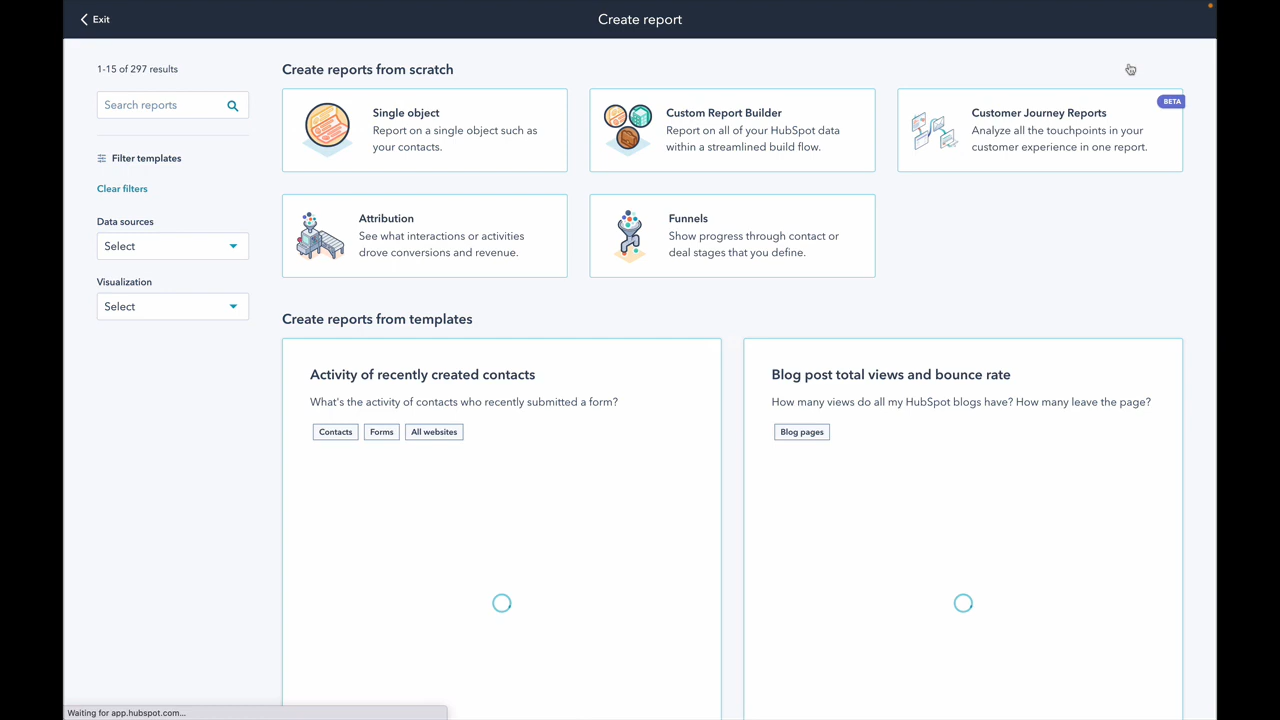 Exit
Create report
1-15 of 297 results
Search reports
Filter templates
Clear filters
Data sources
Select
Visualization
Select
Create reports from scratch
Single object
Report on a single object such as
your contacts.
Custom Report Builder
Report on all of your HubSpot data
within a streamlined build flow.
BETA
Customer Journey Reports
Analyze all the touchpoints in your
customer experience in one report.
Attribution
See what interactions or activities
drove conversions and revenue.
Funnels
Show progress through contact or
deal stages that you define.
Create reports from templates
Activity of recently created contacts
What's the activity of contacts who recently submitted a form?
Contacts Forms All websites
Blog post total views and bounce rate
How many views do all my HubSpot blogs have? How many leave the page?
Blog pages
Waiting for app.hubspot.com...